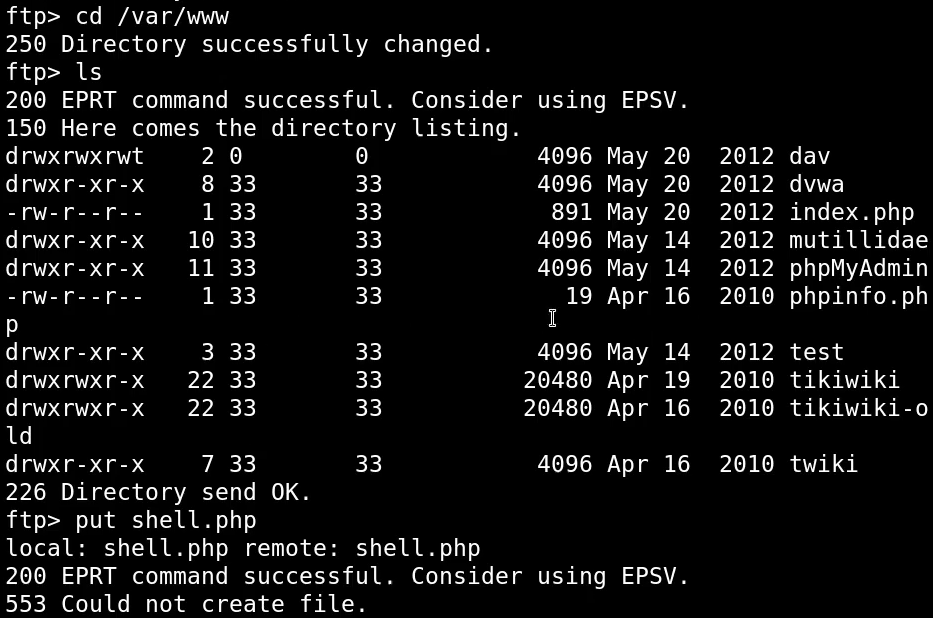 ftp> cd /var/www
250 Directory successfully changed.
ftp> ls
200 EPRT command successful. Consider using EPSV.
150 Here comes the directory listing.
drwxrwxrwt    2 0        0            4096 May 20  2012 dav
drwxr-xr-x    8 33       33           4096 May 20  2012 dvwa
-rw-r--r--    1 33       33            891 May 20  2012 index.php
drwxr-xr-x   10 33       33           4096 May 14  2012 mutillidae
drwxr-xr-x   11 33       33           4096 May 14  2012 phpMyAdmin
-rw-r--r--    1 33       33             19 Apr 16  2010 phpinfo.ph
p
drwxr-xr-x    3 33       33           4096 May 14  2012 test
drwxrwxr-x   22 33       33          20480 Apr 19  2010 tikiwiki
drwxrwxr-x   22 33       33          20480 Apr 16  2010 tikiwiki-o
ld
drwxr-xr-x    7 33       33           4096 Apr 16  2010 twiki
226 Directory send OK.
ftp> put shell.php
local: shell.php remote: shell.php
200 EPRT command successful. Consider using EPSV.
553 Could not create file.